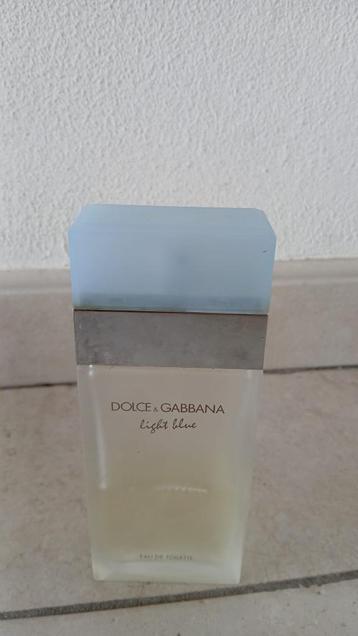 DOLCE & GABBANA
light blue
EAU DE TOILETTE